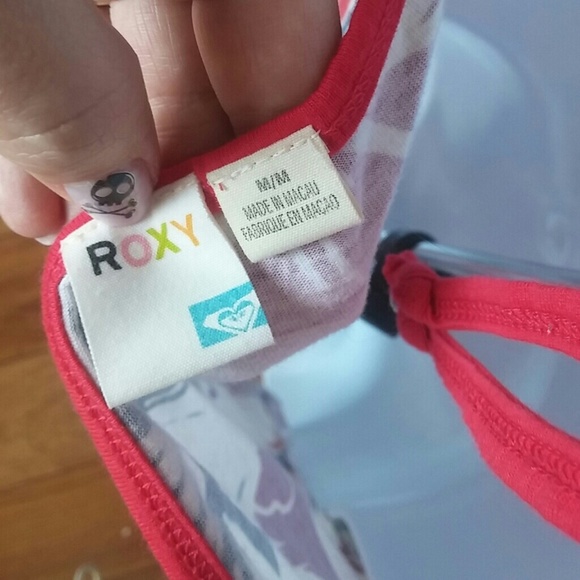 ROXY
M/M
MADE IN MACAU
FABRIQUE EN MACAO